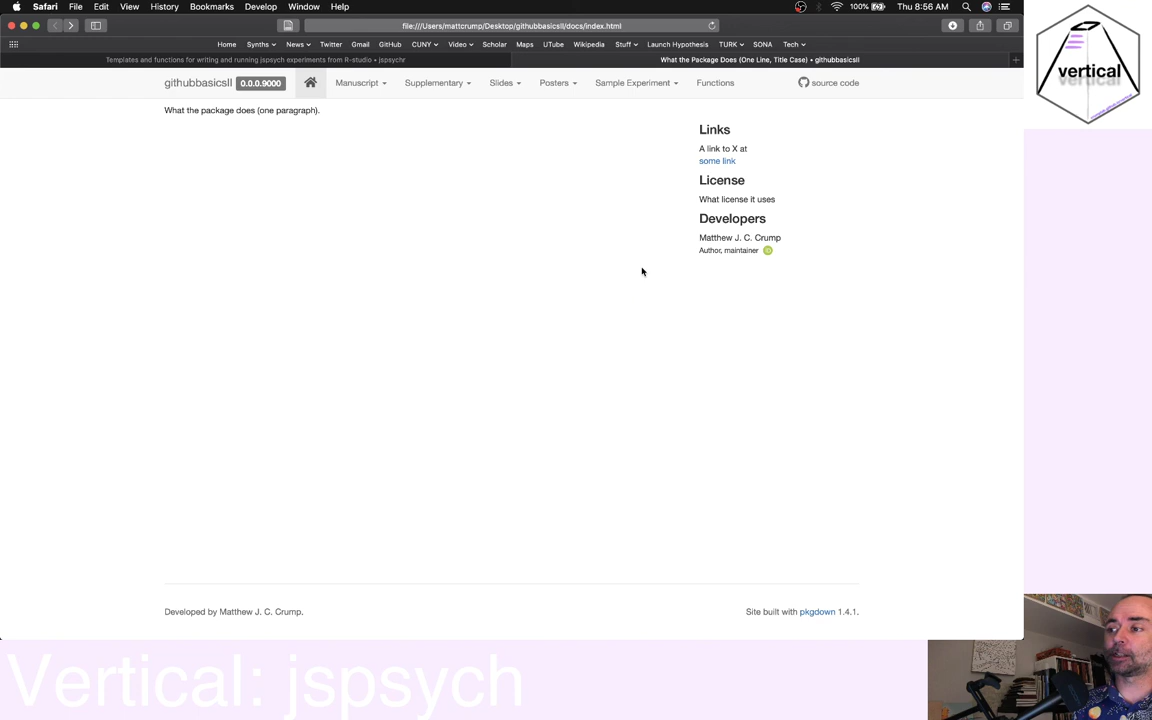 Safari File Edit View History Bookmarks Develop Window Help 100% Thu 8:56 AM
file:///Users/mattcrump/Desktop/githubbasicsII/docs/index.html
Home Synths News Twitter Gmail GitHub CUNY Video Scholar Maps UTube Wikipedia Stuff Launch Hypothesis TURK SONA Tech
Templates and functions for writing and running jspsych experiments from R-studio • jspsychr What the Package Does (One Line, Title Case) • githubbasicsII
githubbasicsII 0.0.0.9000 Manuscript Supplementary Slides Posters Sample Experiment Functions source code
What the package does (one paragraph).
Links
A link to X at
some link
License
What license it uses
Developers
Matthew J. C. Crump
Author, maintainer iD
Developed by Matthew J. C. Crump.
Site built with pkgdown 1.4.1.
vertical
Vertical: jspsych